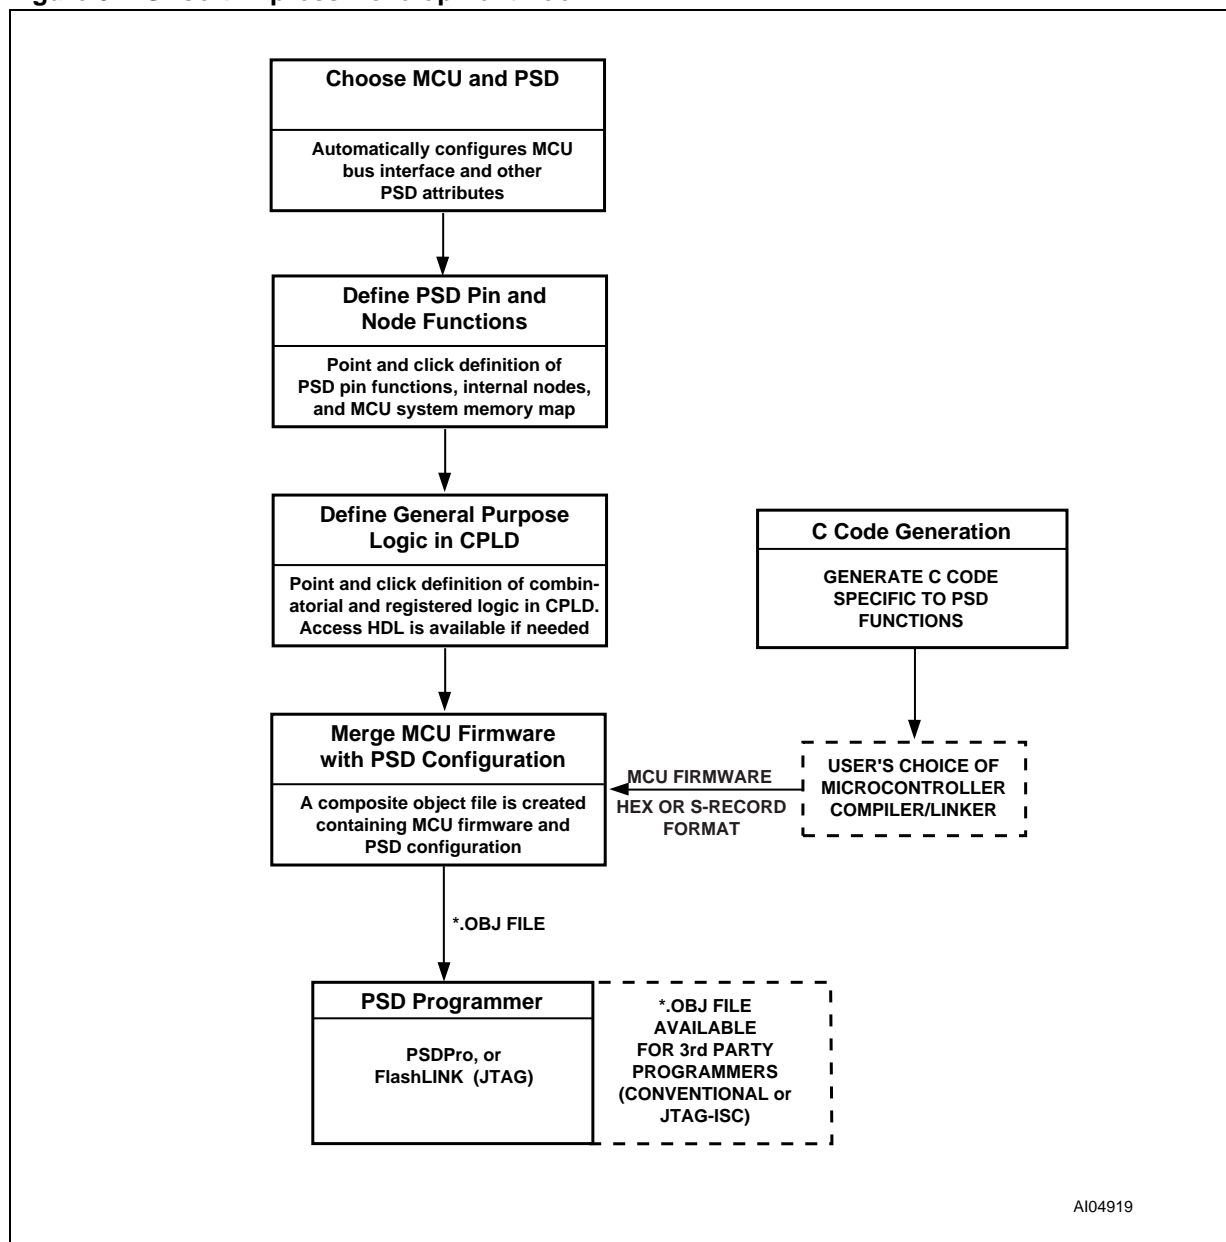 Choose MCU and PSD
Automatically configures MCU
bus interface and other
PSD attributes
Define PSD Pin and
Node Functions
Point and click definition of
PSD pin functions, internal nodes,
and MCU system memory map
Define General Purpose
Logic in CPLD
Point and click definition of combin-
atorial and registered logic in CPLD.
Access HDL is available if needed
C Code Generation
GENERATE C CODE
SPECIFIC TO PSD
FUNCTIONS
Merge MCU Firmware
with PSD Configuration
A composite object file is created
containing MCU firmware and
PSD configuration
MCU FIRMWARE
HEX OR S-RECORD
FORMAT
USER'S CHOICE OF
MICROCONTROLLER
COMPILER/LINKER
*.OBJ FILE
PSD Programmer
PSDPro, or
FlashLINK (JTAG)
*.OBJ FILE
AVAILABLE
FOR 3rd PARTY
PROGRAMMERS
(CONVENTIONAL or
JTAG-ISC)
AI04919